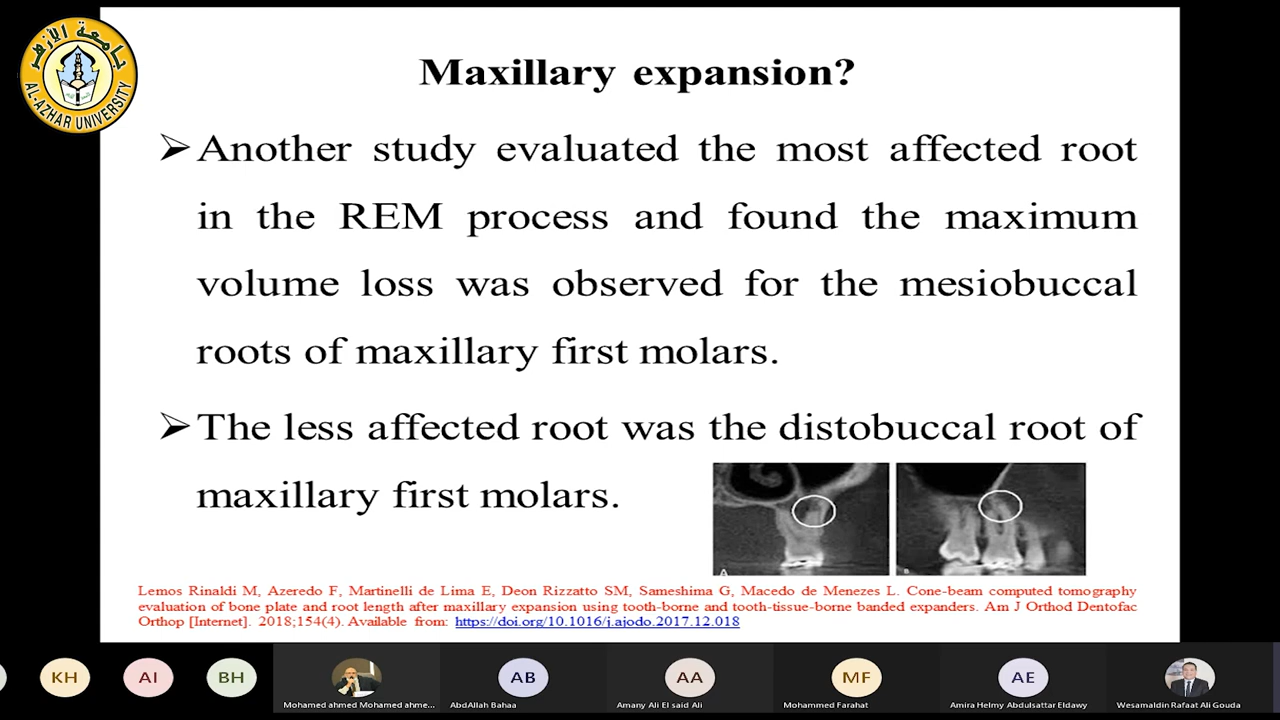 جامعة الأزهر
AL-AZHAR UNIVERSITY
Maxillary expansion?
➢Another study evaluated the most affected root
in the REM process and found the maximum
volume loss was observed for the mesiobuccal
roots of maxillary first molars.
➢The less affected root was the distobuccal root of
maxillary first molars.
A
B
Lemos Rinaldi M, Azeredo F, Martinelli de Lima E, Deon Rizzatto SM, Sameshima G, Macedo de Menezes L. Cone-beam computed tomography
evaluation of bone plate and root length after maxillary expansion using tooth-borne and tooth-tissue-borne banded expanders. Am J Orthod Dentofac
Orthop [Internet]. 2018;154(4). Available from: https://doi.org/10.1016/j.ajodo.2017.12.018
KH
AI
BH
AB
AA
MF
AE
Mohamed ahmed Mohamed ahme...
AbdAllah Bahaa
Amany Ali El said Ali
Mohammed Farahat
Amira Helmy Abdulsattar Eldawy
Wesamaldin Rafaat Ali Gouda